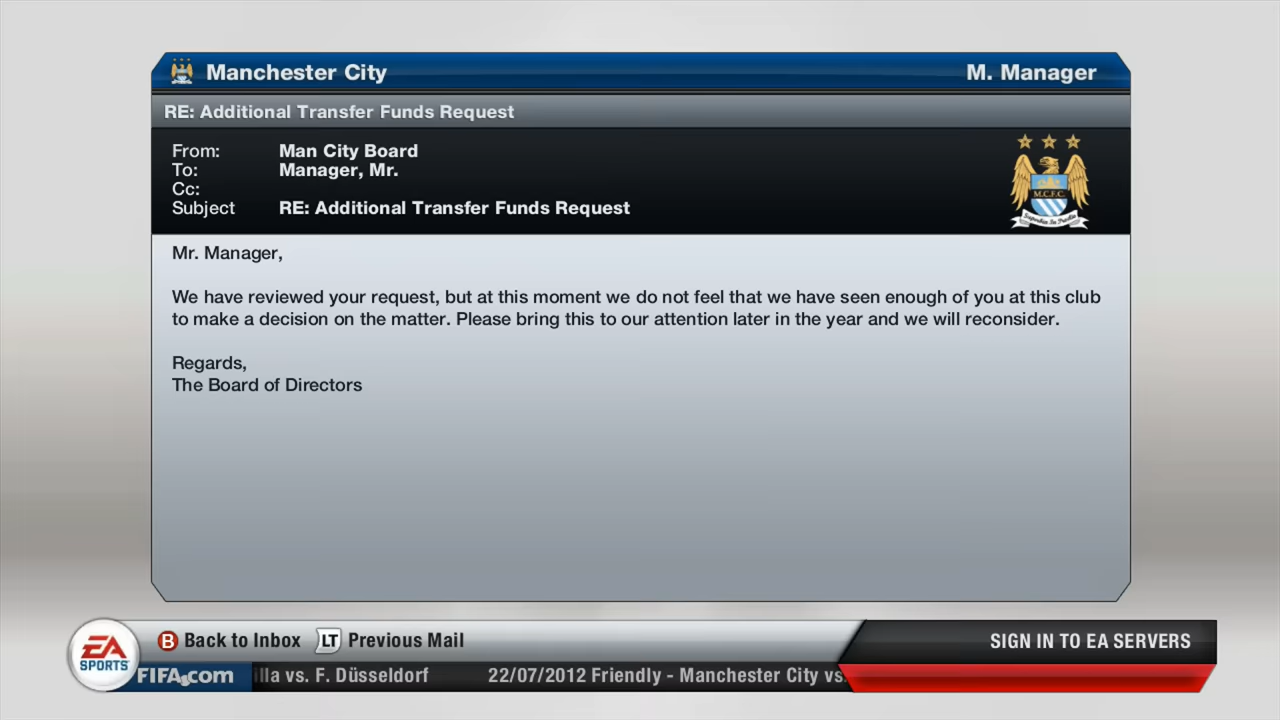 Manchester City
M. Manager
RE: Additional Transfer Funds Request
From: Man City Board
To: Manager, Mr.
Cc:
Subject RE: Additional Transfer Funds Request
M.C.F.C.
Mr. Manager,
We have reviewed your request, but at this moment we do not feel that we have seen enough of you at this club
to make a decision on the matter. Please bring this to our attention later in the year and we will reconsider.
Regards,
The Board of Directors
B Back to Inbox LT Previous Mail
SIGN IN TO EA SERVERS
EA
SPORTS
FIFA.com
lla vs. F. Düsseldorf 22/07/2012 Friendly - Manchester City vs.